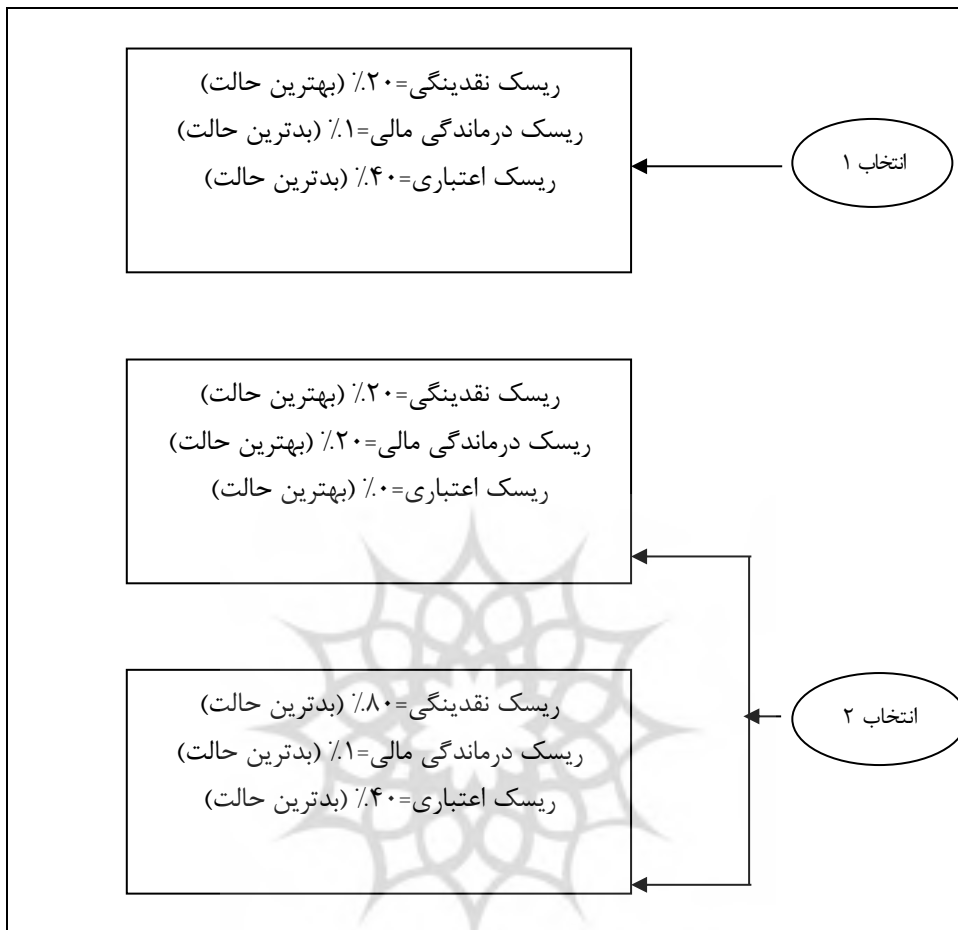 ریسک نقدینگی=۲۰٪ (بهترین حالت)
ریسک درماندگی مالی=۱٪ (بدترین حالت)
ریسک اعتباری=۴۰٪ (بدترین حالت)
انتخاب ۱
ریسک نقدینگی=۲۰٪ (بهترین حالت)
ریسک درماندگی مالی=۲۰٪ (بهترین حالت)
ریسک اعتباری=۰٪ (بهترین حالت)
ریسک نقدینگی=۸۰٪ (بدترین حالت)
ریسک درماندگی مالی=۱٪ (بدترین حالت)
ریسک اعتباری=۴۰٪ (بدترین حالت)
انتخاب ۲